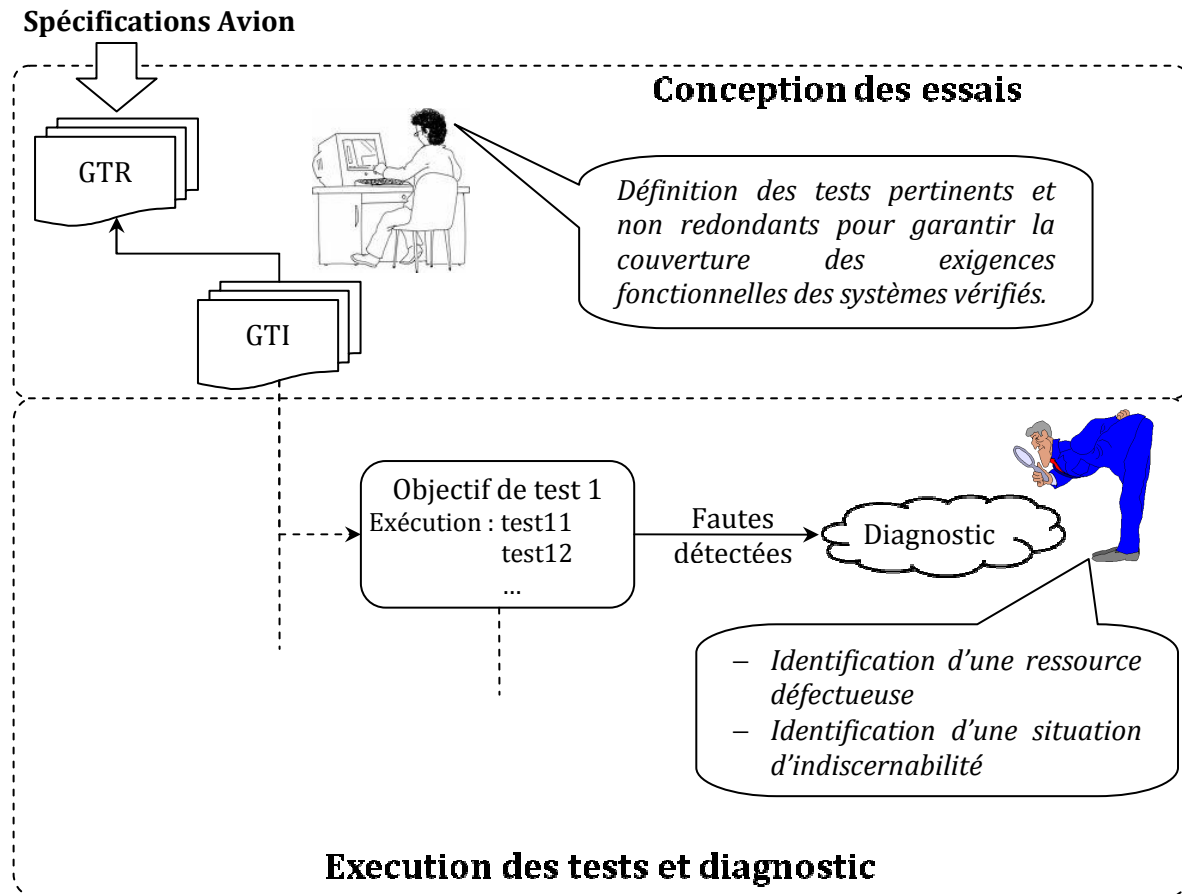 Spécifications Avion
Conception des essais
GTR
Définition des tests pertinents et
non redondants pour garantir la
couverture des exigences
fonctionnelles des systèmes vérifiés.
GTI
Objectif de test 1
Exécution : test11
test12
...
Fautes
détectées
Diagnostic
– Identification d'une ressource
défectueuse
– Identification d'une situation
d'indiscernabilité
Execution des tests et diagnostic